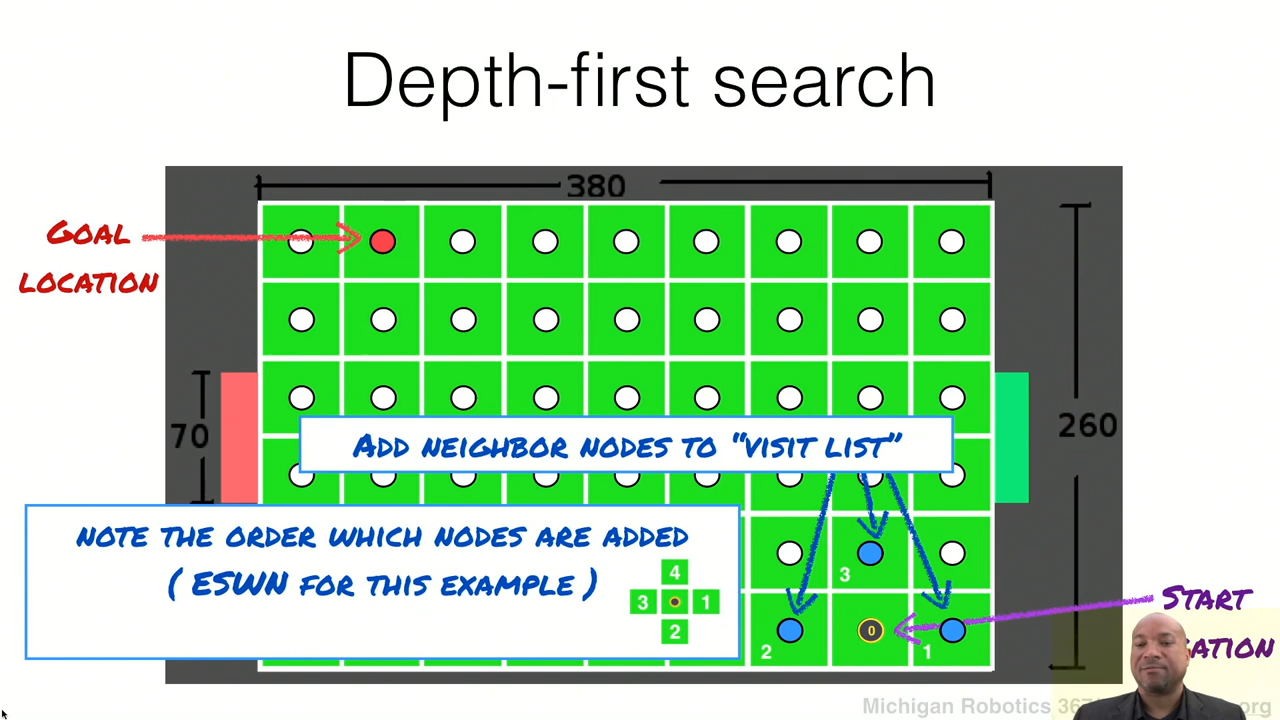 Depth-first search
380
GOAL
LOCATION
70
260
ADD NEIGHBOR NODES TO "VISIT LIST"
NOTE THE ORDER WHICH NODES ARE ADDED
( ESWN FOR THIS EXAMPLE )
4
3 1
2
3
2
0
1
START
Michigan Robotics